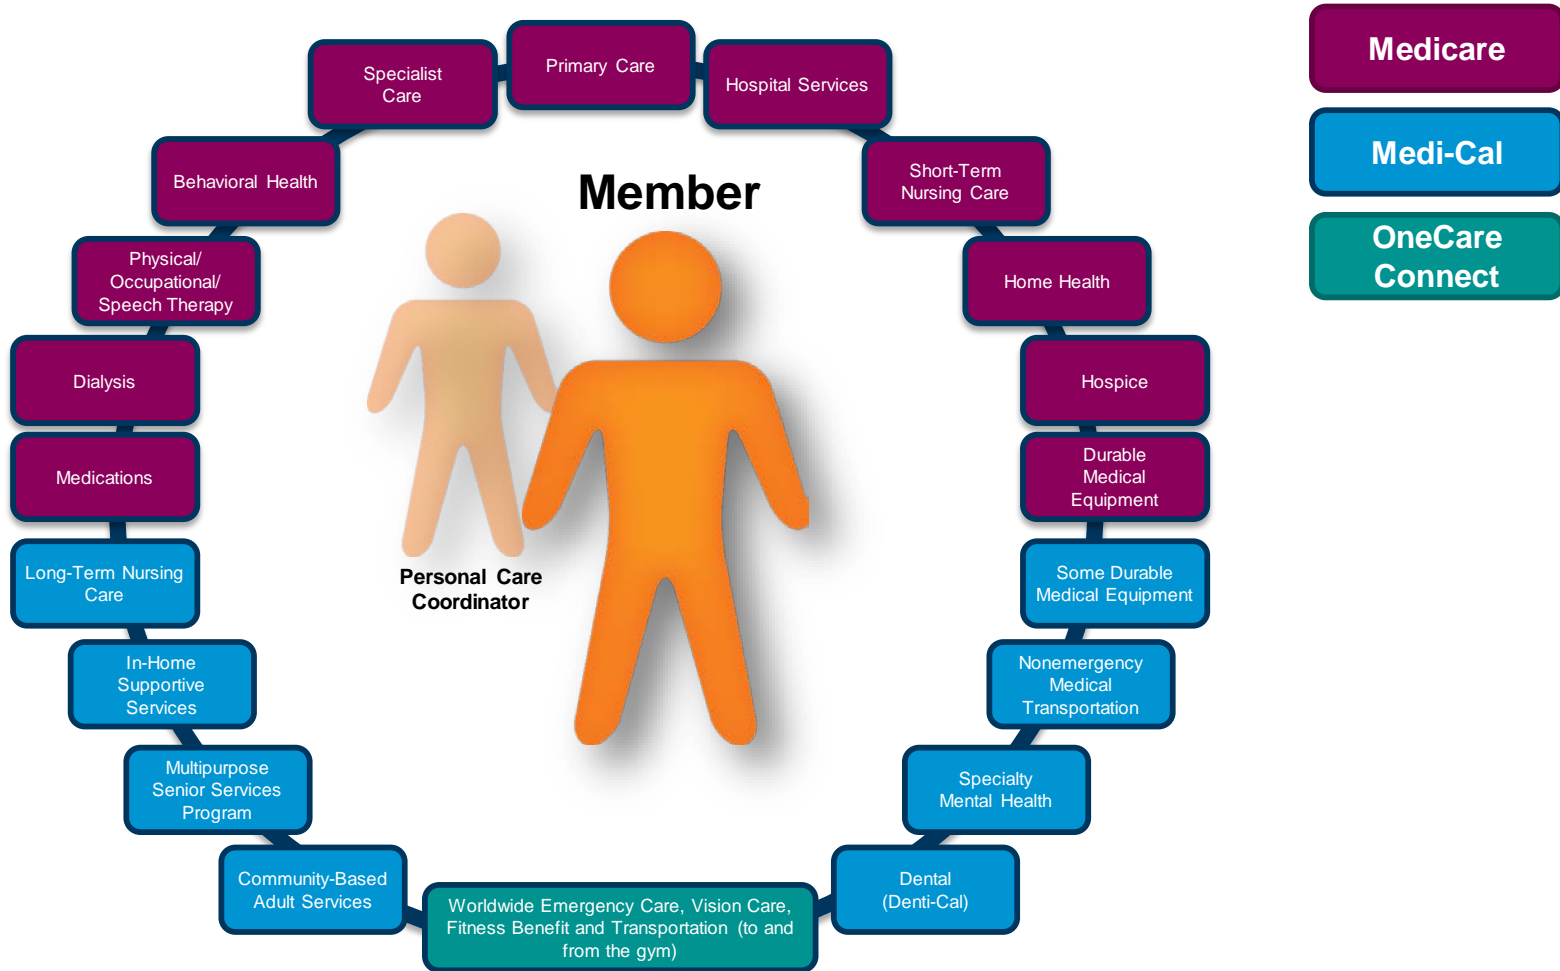 Primary Care
Specialist
Care
Hospital Services
Behavioral Health
Short-Term
Nursing Care
Physical/
Occupational/
Speech Therapy
Home Health
Dialysis
Hospice
Medications
Durable
Medical
Equipment
Long-Term Nursing
Care
Some Durable
Medical Equipment
In-Home
Supportive
Services
Nonemergency
Medical
Transportation
Multipurpose
Senior Services
Program
Specialty
Mental Health
Community-Based
Adult Services
Dental
(Denti-Cal)
Worldwide Emergency Care, Vision Care,
Fitness Benefit and Transportation (to and
from the gym)
Member
Personal Care
Coordinator
Medicare
Medi-Cal
OneCare
Connect